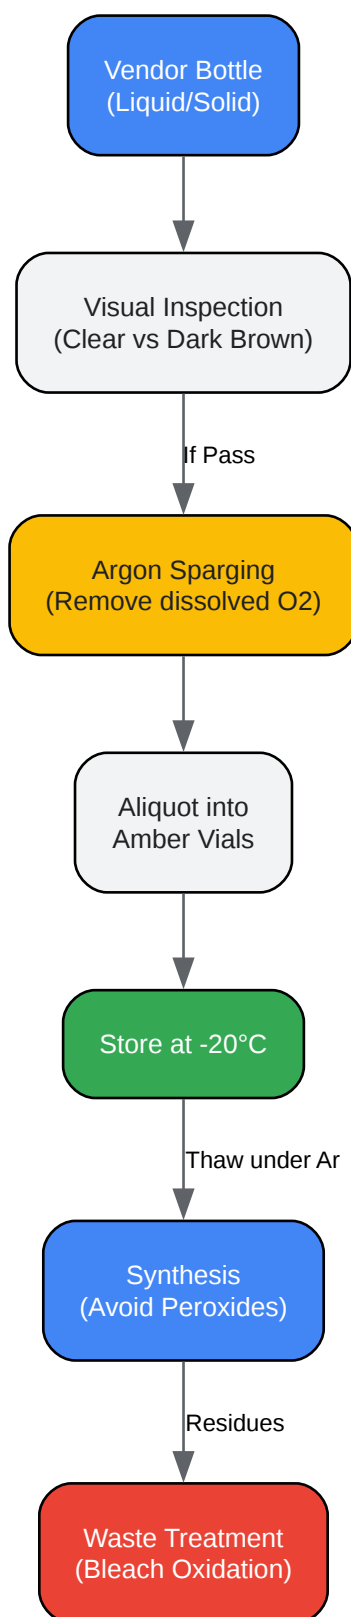 Vendor Bottle
(Liquid/Solid)
Visual Inspection
(Clear vs Dark Brown)
If Pass
Argon Sparging
(Remove dissolved O2)
Aliquot into
Amber Vials
Store at -20°C
Thaw under Ar
Synthesis
(Avoid Peroxides)
Residues
Waste Treatment
(Bleach Oxidation)